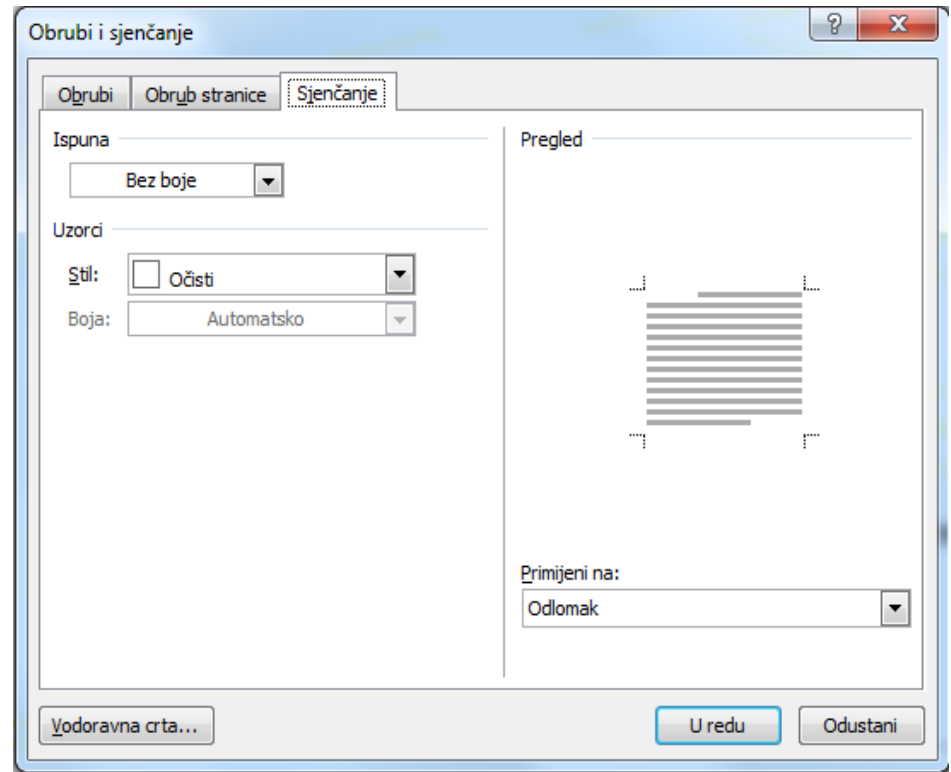 Obrubi i sjenčanje
Obrubi
Obrub stranice
Sjenčanje
Ispuna
Bez boje
Uzorci
Stil:
Očisti
Boja:
Automatsko
Pregled
Primijeni na:
Odlomak
Vodoravna crta...
U redu
Odustani